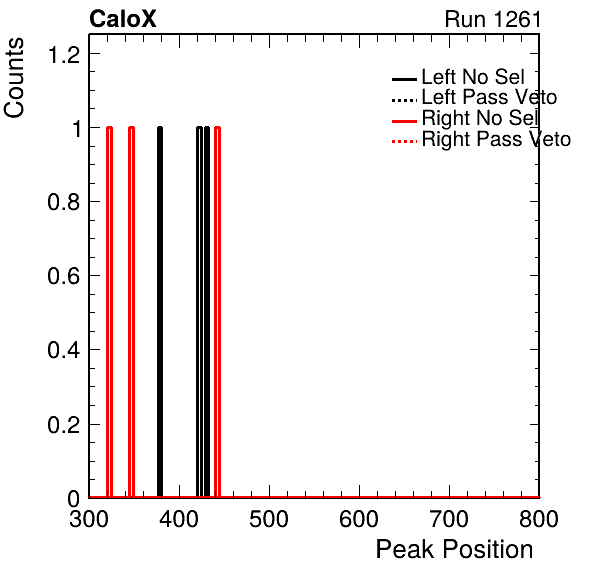 CaloX Run 1261
Counts
1.2
1
0.8
0.6
0.4
0.2
0
Left No Sel
Left Pass Veto
Right No Sel
Right Pass Veto
300 400 500 600 700 800
Peak Position